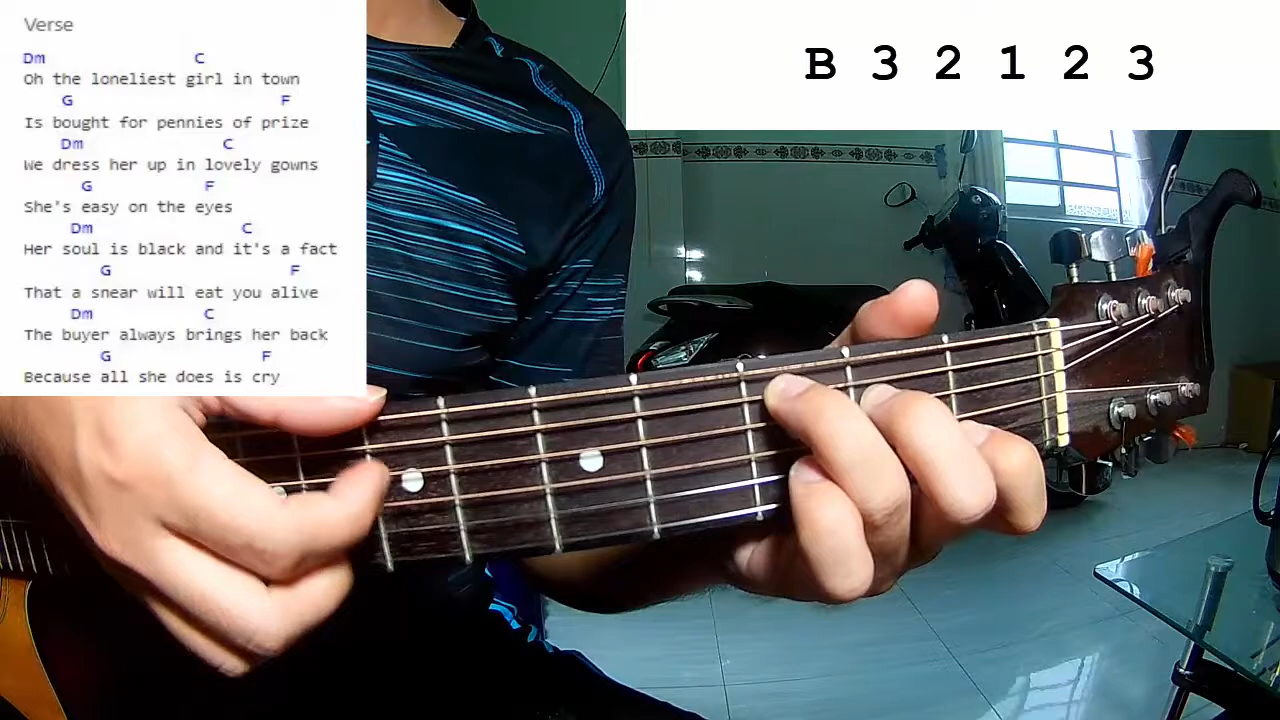 Verse
Dm C
Oh the loneliest girl in town
G F
Is bought for pennies of prize
Dm C
We dress her up in lovely gowns
G F
She's easy on the eyes
Dm C
Her soul is black and it's a fact
G F
That a snear will eat you alive
Dm C
The buyer always brings her back
G F
Because all she does is cry
B 3 2 1 2 3